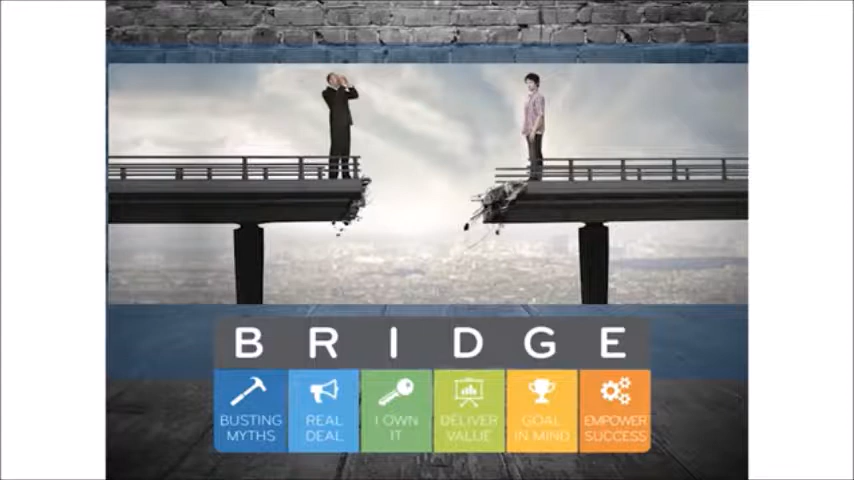 BRIDGE
BUSTING
MYTHS
REAL
DEAL
I OWN
IT
DELIVER
VALUE
GOAL
IN MIND
EMPOWER
SUCCESS